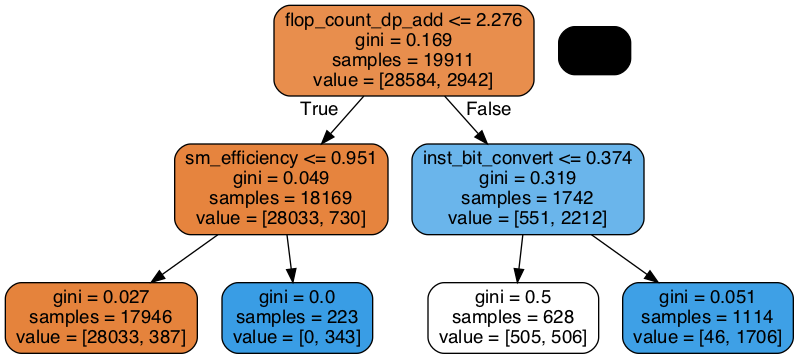 flop_count_dp_add <= 2.276
gini = 0.169
samples = 19911
value = [28584, 2942]
True
False
sm_efficiency <= 0.951
gini = 0.049
samples = 18169
value = [28033, 730]
inst_bit_convert <= 0.374
gini = 0.319
samples = 1742
value = [551, 2212]
gini = 0.027
samples = 17946
value = [28033, 387]
gini = 0.0
samples = 223
value = [0, 343]
gini = 0.5
samples = 628
value = [505, 506]
gini = 0.051
samples = 1114
value = [46, 1706]